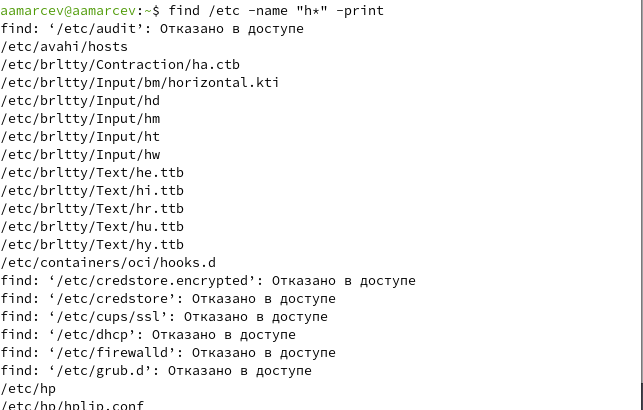 aamarcev@aamarcev:~$ find /etc -name "h*" -print
find: ‘/etc/audit’: Отказано в доступе
/etc/avahi/hosts
/etc/brltty/Contraction/ha.ctb
/etc/brltty/Input/bm/horizontal.kti
/etc/brltty/Input/hd
/etc/brltty/Input/hm
/etc/brltty/Input/ht
/etc/brltty/Input/hw
/etc/brltty/Text/he.ttb
/etc/brltty/Text/hi.ttb
/etc/brltty/Text/hr.ttb
/etc/brltty/Text/hu.ttb
/etc/brltty/Text/hy.ttb
/etc/containers/oci/hooks.d
find: ‘/etc/credstore.encrypted’: Отказано в доступе
find: ‘/etc/credstore’: Отказано в доступе
find: ‘/etc/cups/ssl’: Отказано в доступе
find: ‘/etc/dhcp’: Отказано в доступе
find: ‘/etc/firewalld’: Отказано в доступе
find: ‘/etc/grub.d’: Отказано в доступе
/etc/hp
/etc/hp/hplip.conf